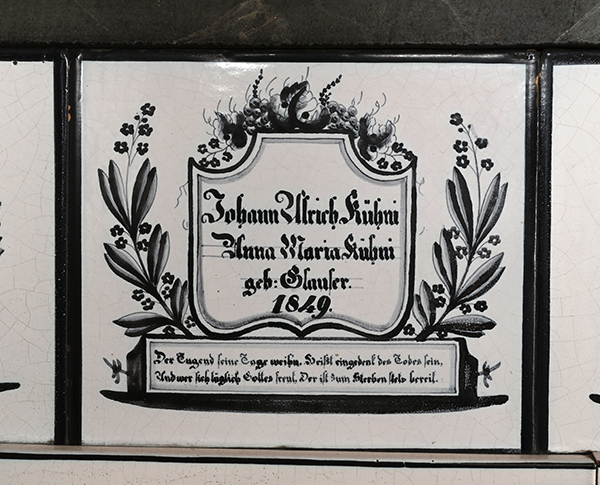 Johann Ulrich Kühni
Anna Maria Kühni
geb: Glauser.
1849.
Der Tugend seine Tage weihn. Heißt eingedenk des Todes sein,
Und wer sich täglich Gottes freut, Der ist zum Sterben stets bereit.